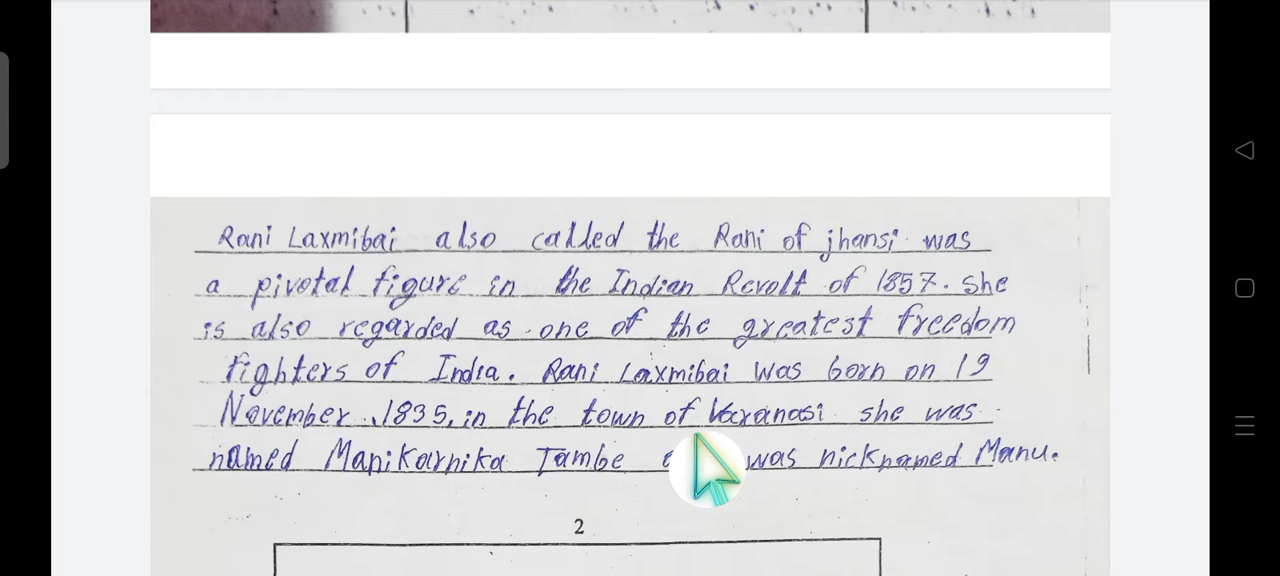 Rani Laxmibai also called the Rani of jhansi was
a pivotal figure in the Indian Revolt of 1857. she
is also regarded as one of the greatest freedom
fighters of India. Rani Laxmibai was born on 19
November 1835, in the town of Varanasi she was
named Manikarnika Tambe was nicknamed Manu.
2